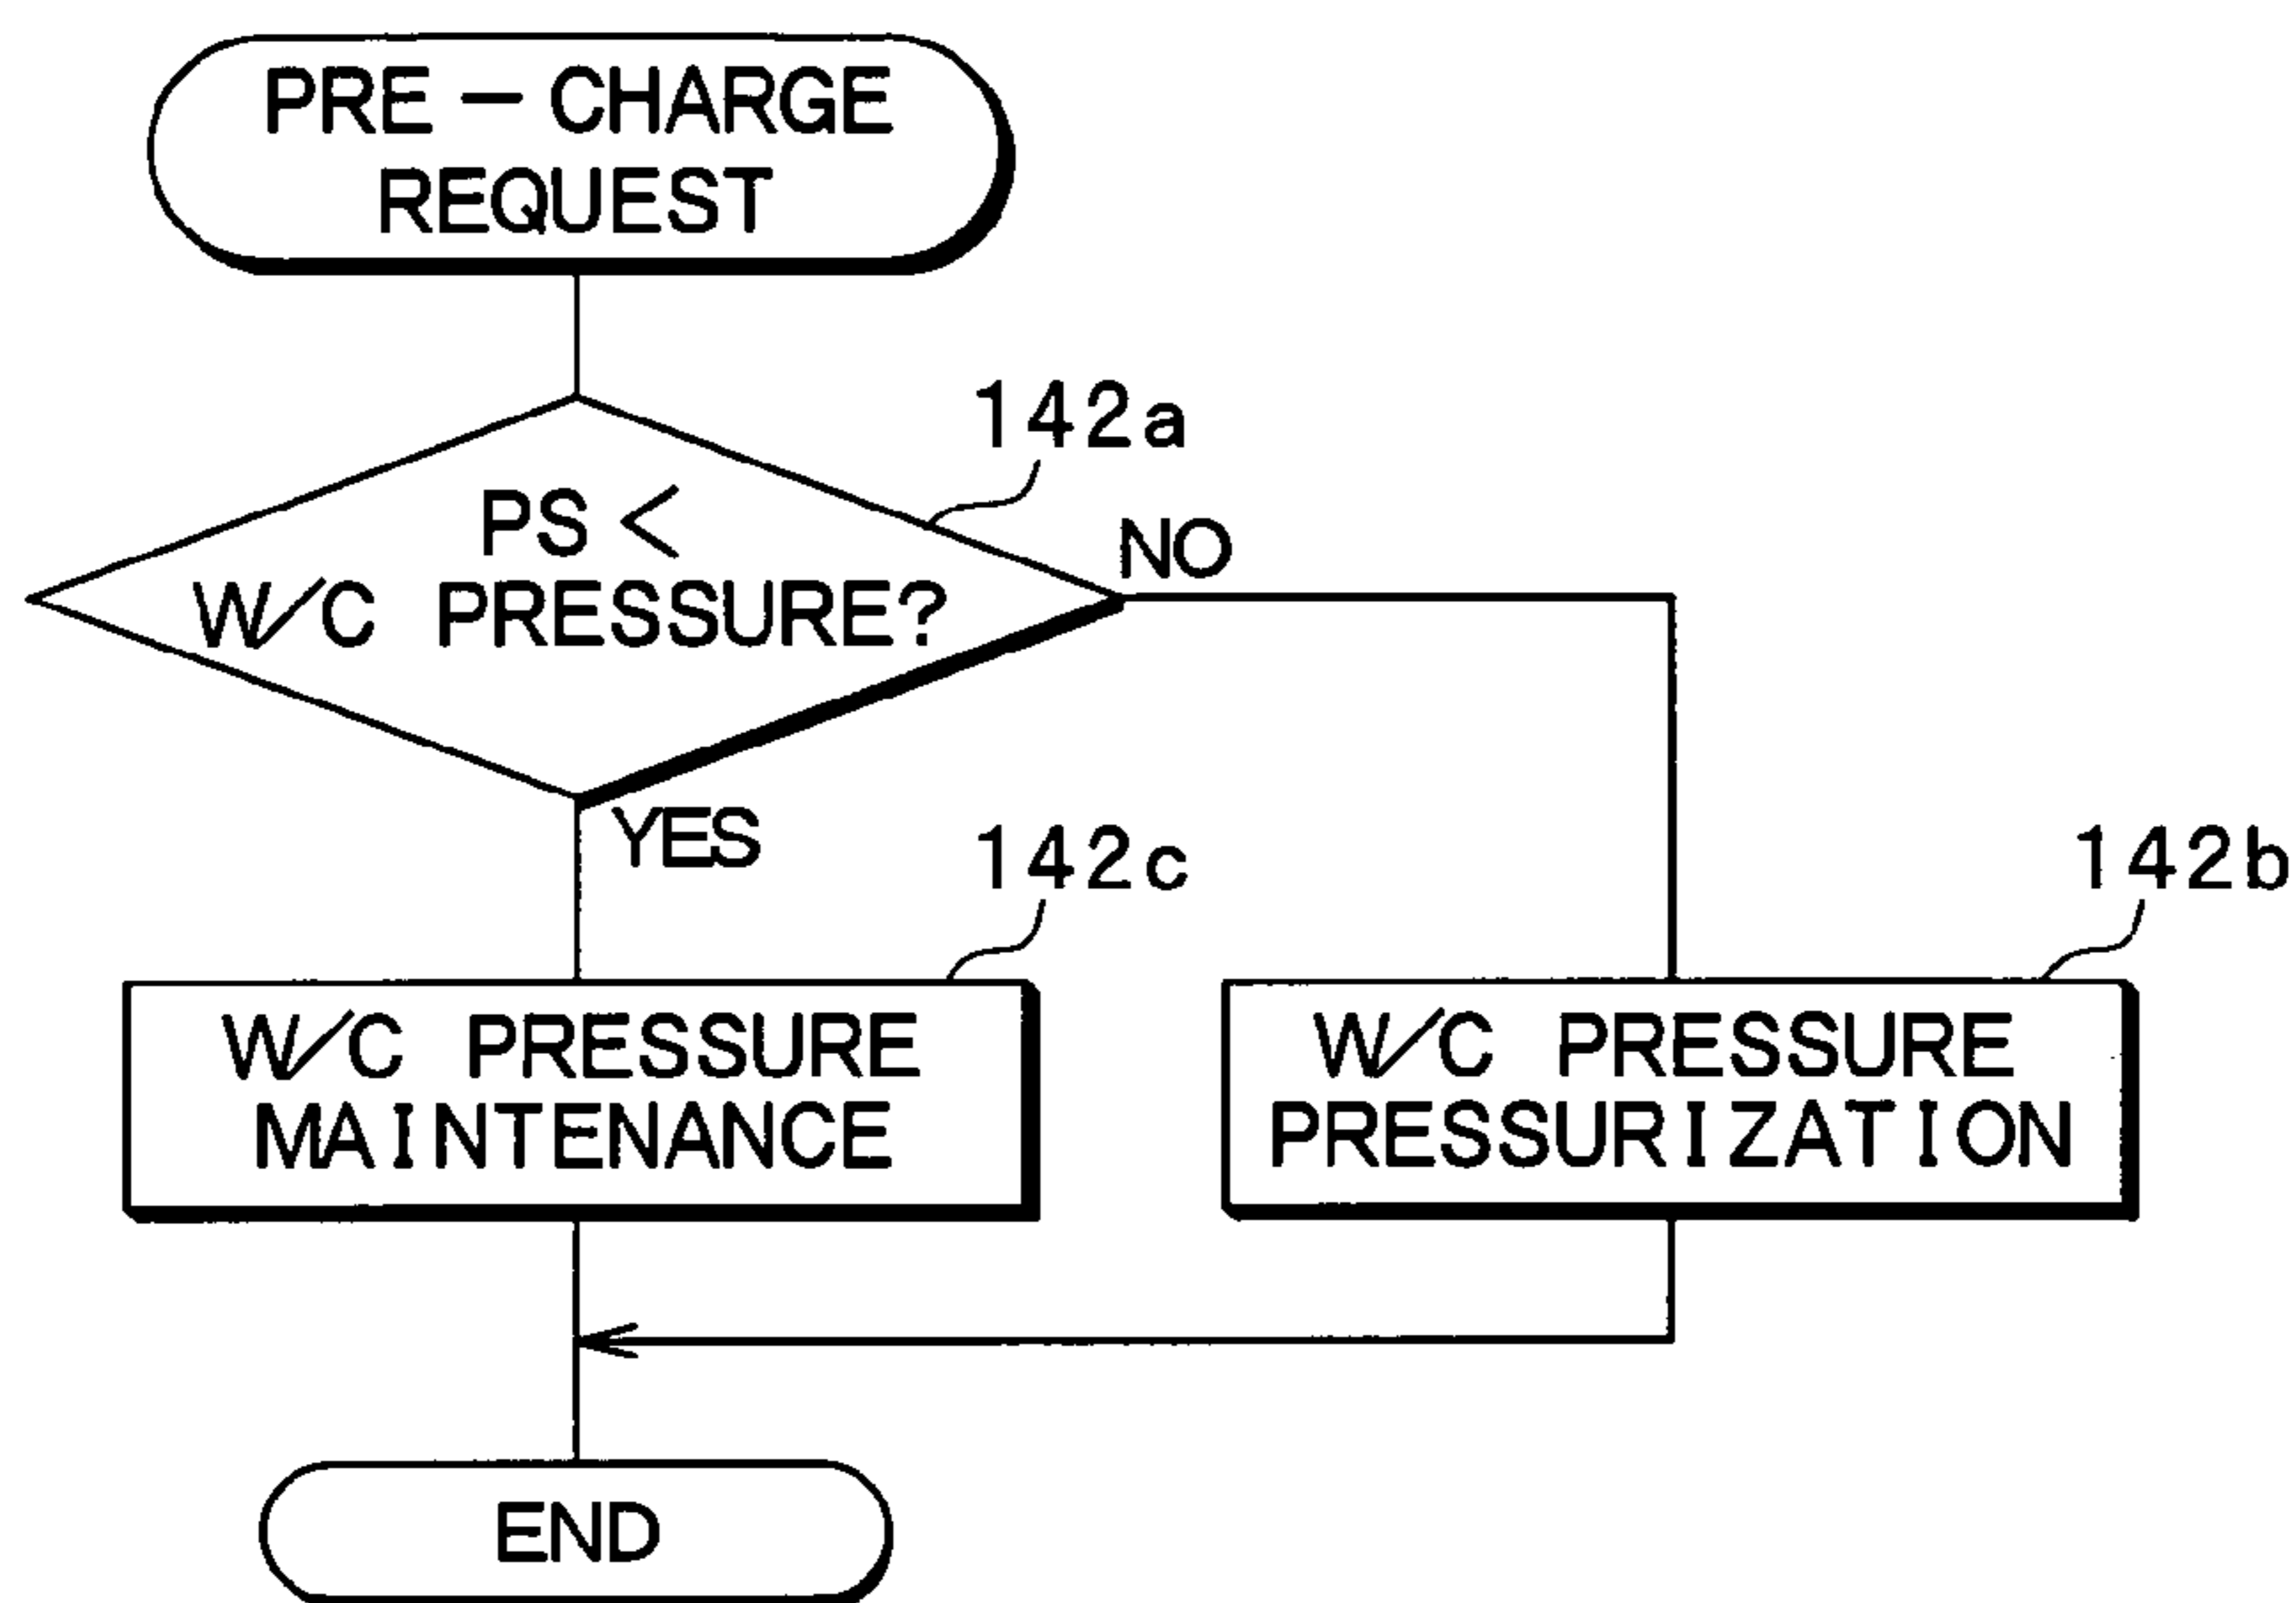 PRE-CHARGE
REQUEST
142a
PS <
W/C PRESSURE?
NO
YES
142c
142b
W/C PRESSURE
MAINTENANCE
W/C PRESSURE
PRESSURIZATION
END